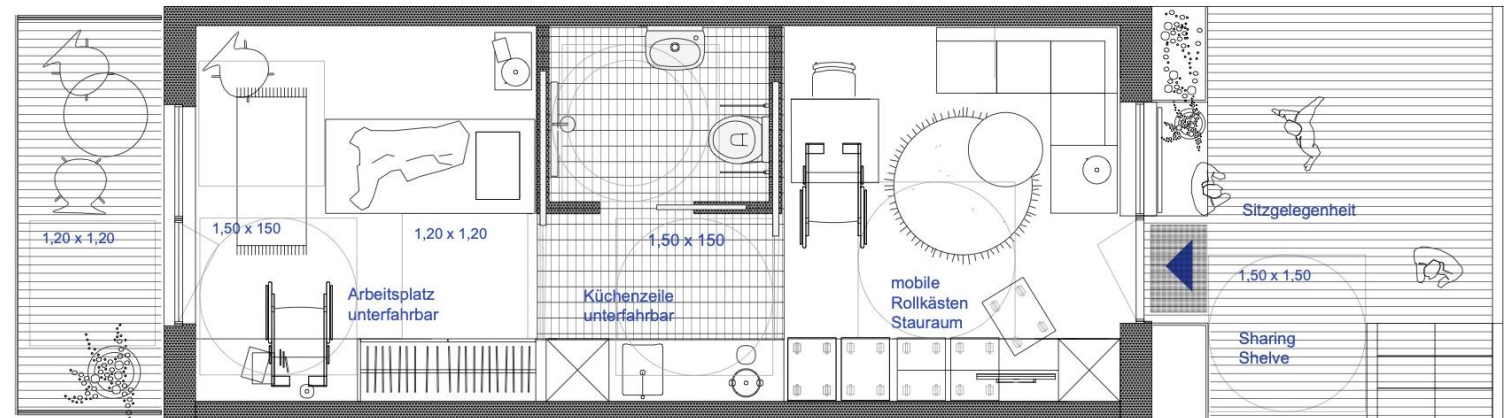 1,20 x 1,20
1,50 x 150
1,20 x 1,20
Arbeitsplatz
unterfahrbar
1,50 x 150
Küchenzeile
unterfahrbar
mobile
Rollkästen
Stauraum
Sitzgelegenheit
1,50 x 1,50
Sharing
Shelve